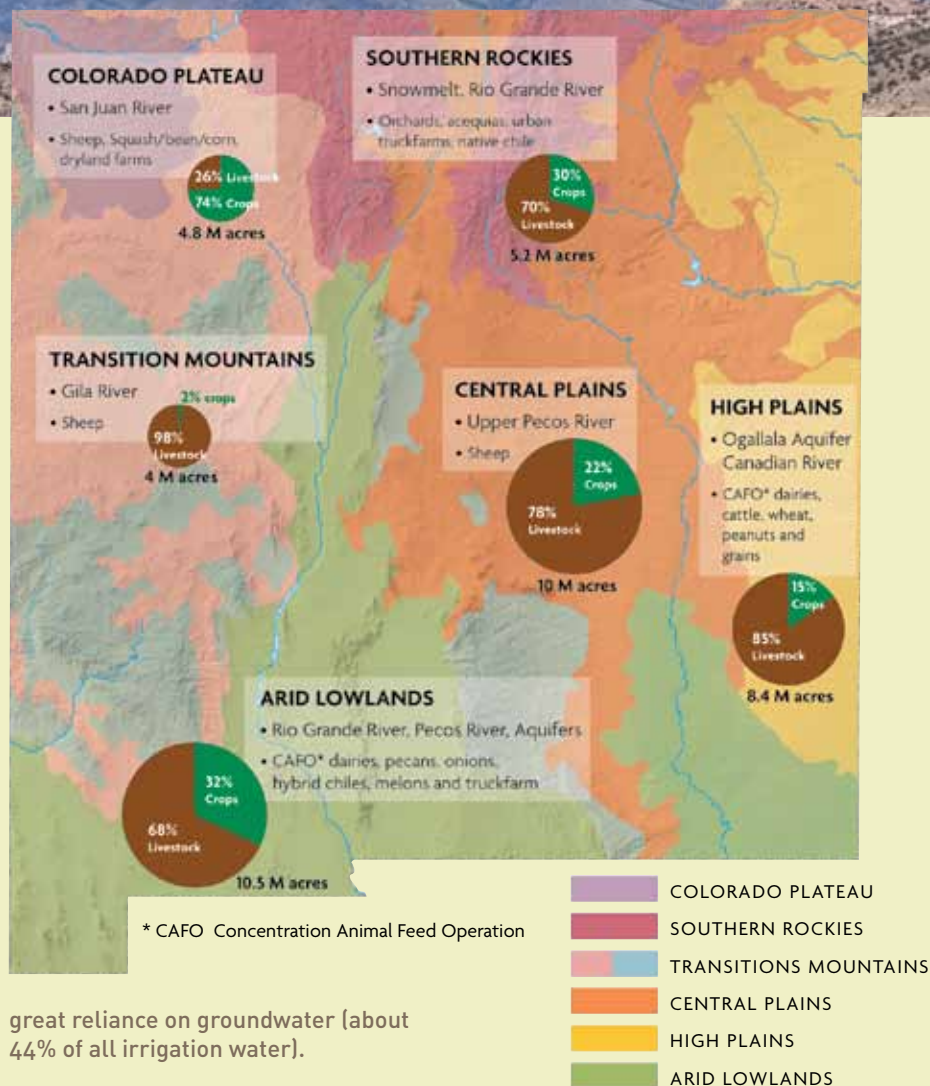 COLORADO PLATEAU
• San Juan River
• Sheep, Squash/bean/corn,
dryland farms
26% Livestock
74% Crops
4.8 M acres
SOUTHERN ROCKIES
• Snowmelt, Rio Grande River
• Orchards, acequias, urban
truckfarms, native chile
30%
Crops
70%
Livestock
5.2 M acres
TRANSITION MOUNTAINS
• Gila River
• Sheep
2% crops
98%
Livestock
4 M acres
CENTRAL PLAINS
• Upper Pecos River
• Sheep
22%
Crops
78%
Livestock
10 M acres
HIGH PLAINS
• Ogallala Aquifer
Canadian River
• CAFO* dairies,
cattle, wheat,
peanuts and
grains
15%
Crops
85%
Livestock
8.4 M acres
ARID LOWLANDS
• Rio Grande River, Pecos River, Aquifers
• CAFO* dairies, pecans, onions,
hybrid chiles, melons and truckfarm
32%
Crops
68%
Livestock
10.5 M acres
* CAFO Concentration Animal Feed Operation
COLORADO PLATEAU
SOUTHERN ROCKIES
TRANSITIONS MOUNTAINS
CENTRAL PLAINS
HIGH PLAINS
ARID LOWLANDS
great reliance on groundwater (about
44% of all irrigation water).